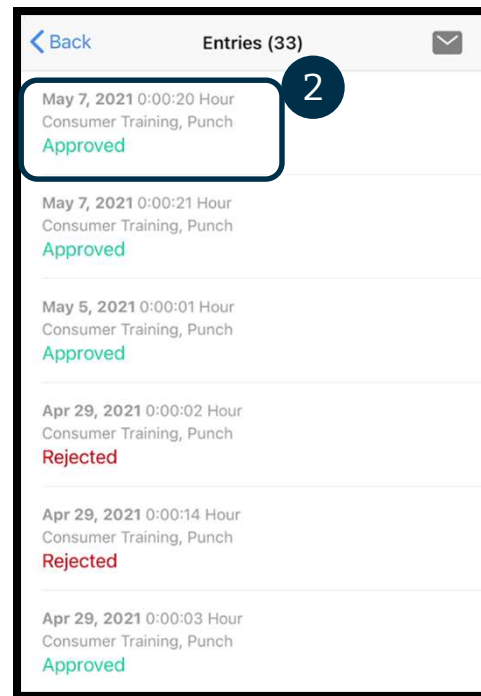 Back Entries (33)
2
May 7, 2021 0:00:20 Hour
Consumer Training, Punch
Approved
May 7, 2021 0:00:21 Hour
Consumer Training, Punch
Approved
May 5, 2021 0:00:01 Hour
Consumer Training, Punch
Approved
Apr 29, 2021 0:00:02 Hour
Consumer Training, Punch
Rejected
Apr 29, 2021 0:00:14 Hour
Consumer Training, Punch
Rejected
Apr 29, 2021 0:00:03 Hour
Consumer Training, Punch
Approved